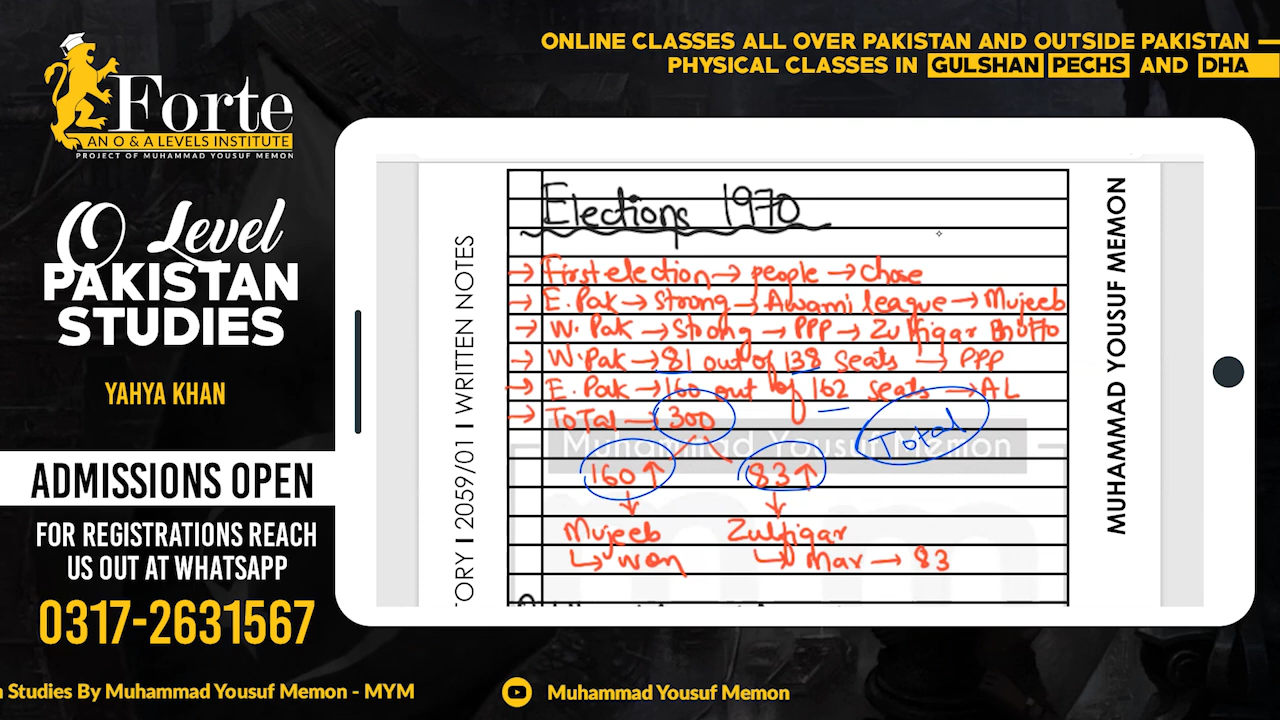 Forte
AN O & A LEVELS INSTITUTE
PROJECT OF MUHAMMAD YOUSUF MEMON
ONLINE CLASSES ALL OVER PAKISTAN AND OUTSIDE PAKISTAN
PHYSICAL CLASSES IN GULSHAN PECHS AND DHA
O Level
PAKISTAN
STUDIES
YAHYA KHAN
ADMISSIONS OPEN
FOR REGISTRATIONS REACH
US OUT AT WHATSAPP
0317-2631567
TORY I 2059/01 I WRITTEN NOTES
Elections 1970
→ First election → people → Chose
→ E. Pak → Strong → Awami league → Mujeeb
→ W. Pak → Strong → PPP → Zulfiqar Bhutto
→ W. Pak → 81 out of 138 seats → PPP
→ E. Pak → 160 out of 162 seats → AL
→ ToTal → 300
Total
Muhammad Yousuf Memon
160 ↑ 83 ↑
Mujeeb Zulfiqar
↳ won ↳ Mar → 83
MUHAMMAD YOUSUF MEMON
n Studies By Muhammad Yousuf Memon - MYM
Muhammad Yousuf Memon